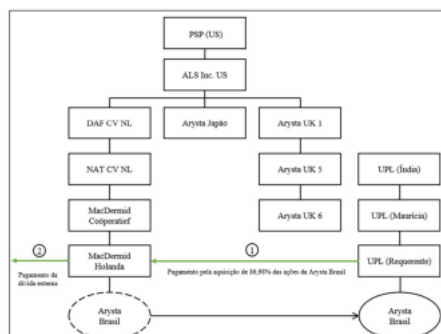 PSP (US)
ALS Inc. US
DAF CV NL
Arysta Japão
Arysta UK 1
NAT CV NL
Arysta UK 5
UPL (Índia)
MacDermid
Coöperatief
Arysta UK 6
UPL (Maurícia)
②
MacDermid
Holanda
①
UPL (Requerente)
Pagamento da
dívida externa
Pagamento pela aquisição de 86,98% das ações da Arysta Brasil
Arysta
Brasil
Arysta
Brasil